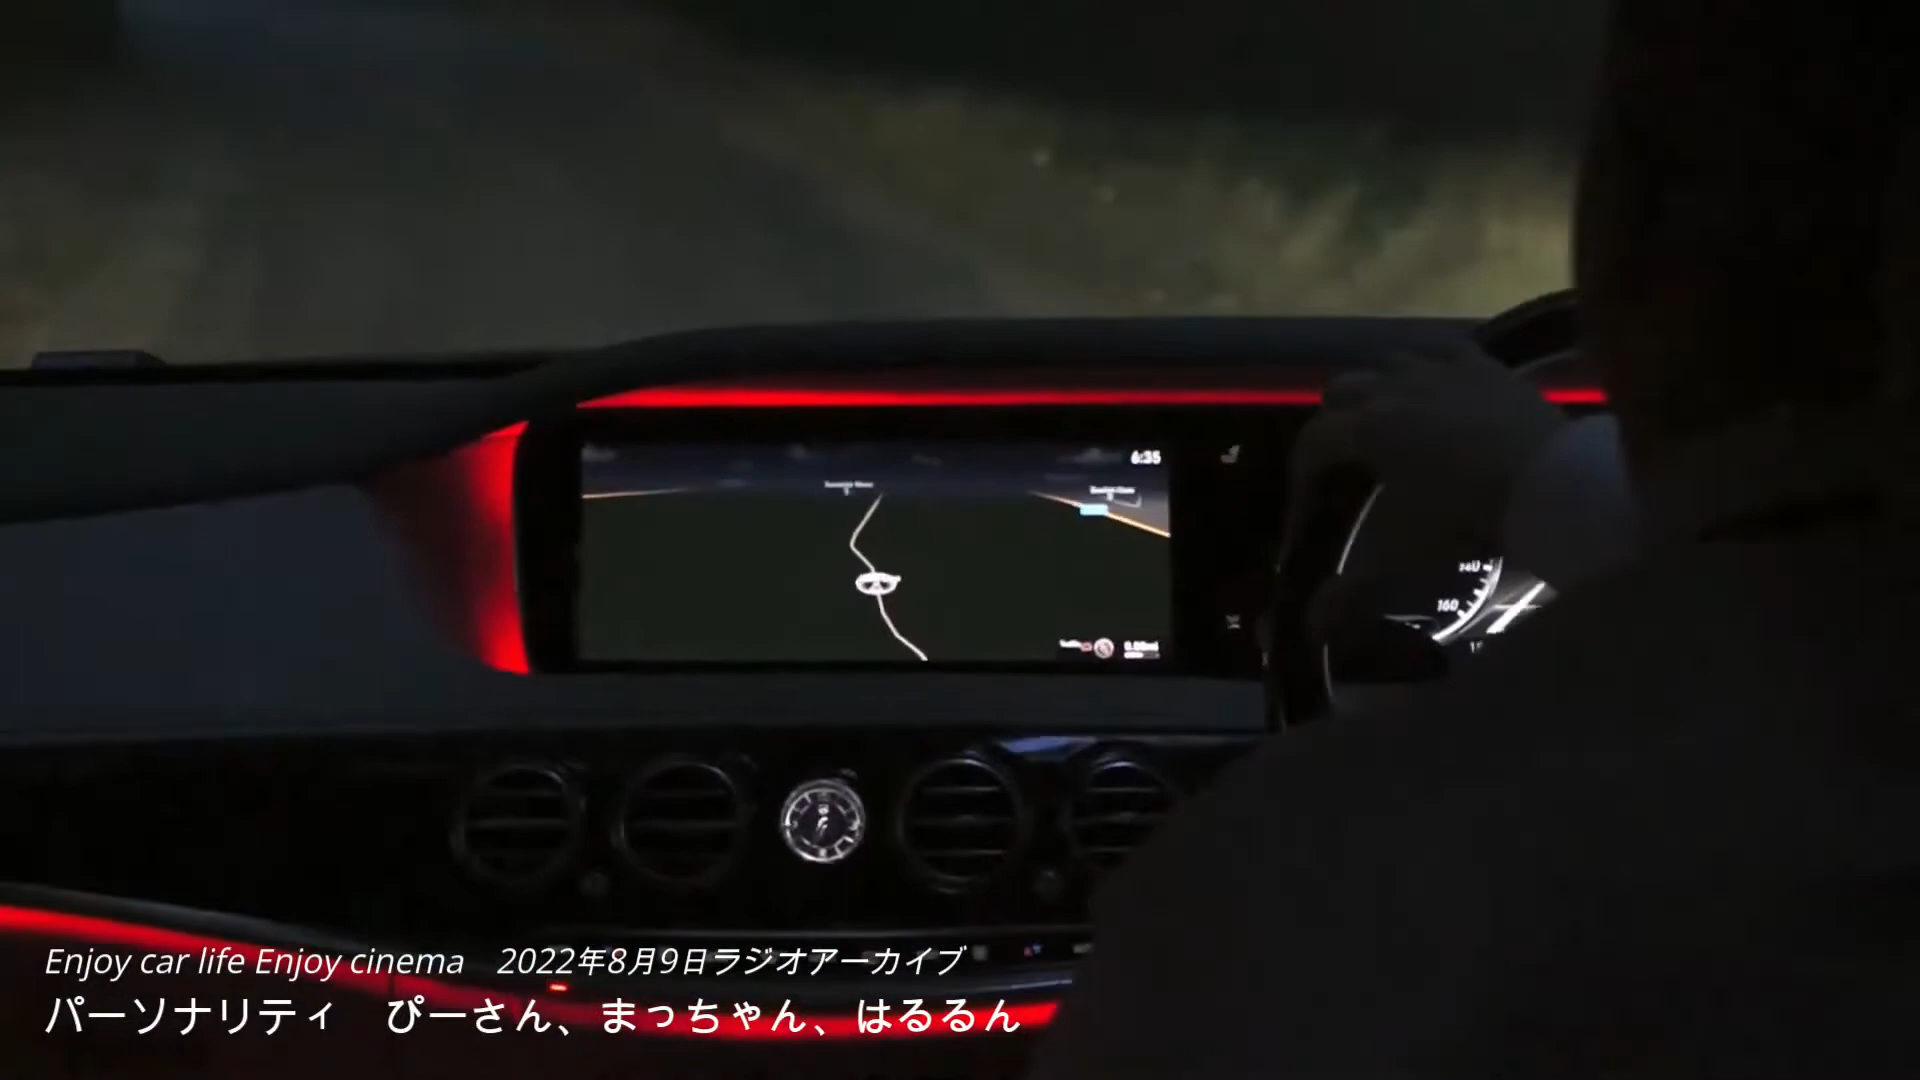 6:35
160
Enjoy car life Enjoy cinema 2022年8月9日ラジオアーカイブ
パーソナリティ ぴーさん、まっちゃん、はるるん